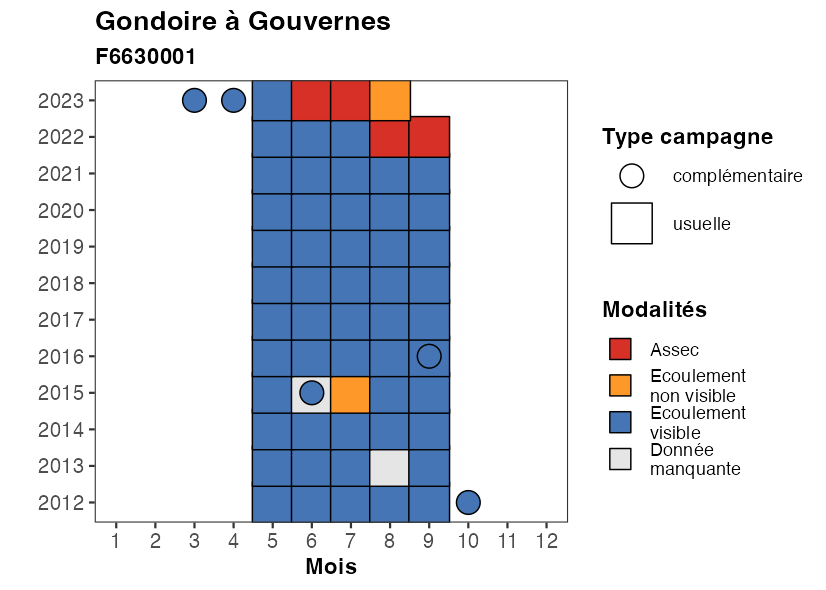 Gondoire à Gouvernes
F6630001
2023
2022
2021
2020
2019
2018
2017
2016
2015
2014
2013
2012
1 2 3 4 5 6 7 8 9 10 11 12
Mois
Type campagne
complémentaire
usuelle
Modalités
Assec
Ecoulement
non visible
Ecoulement
visible
Donnée
manquante